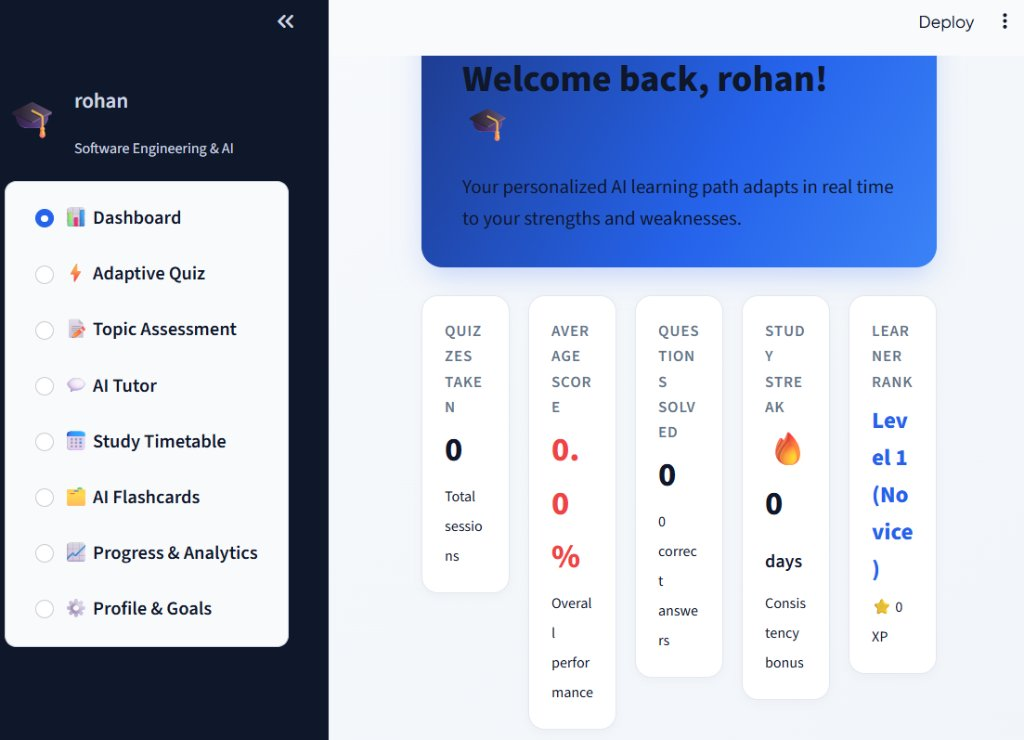 Deploy
rohan
Software Engineering & AI
Dashboard
Adaptive Quiz
Topic Assessment
AI Tutor
Study Timetable
AI Flashcards
Progress & Analytics
Profile & Goals
Welcome back, rohan!
Your personalized AI learning path adapts in real time
to your strengths and weaknesses.
QUIZ
ZES
TAKE
N
0
Total
sessio
ns
AVER
AGE
SCOR
E
0.
0
%
Overal
l
perfor
mance
QUES
TION
S
SOLV
ED
0
0
correc
t
answe
rs
STUD
Y
STRE
AK
0
days
Consis
tency
bonus
LEAR
NER
RANK
Lev
el 1
(No
vice
)
0
XP